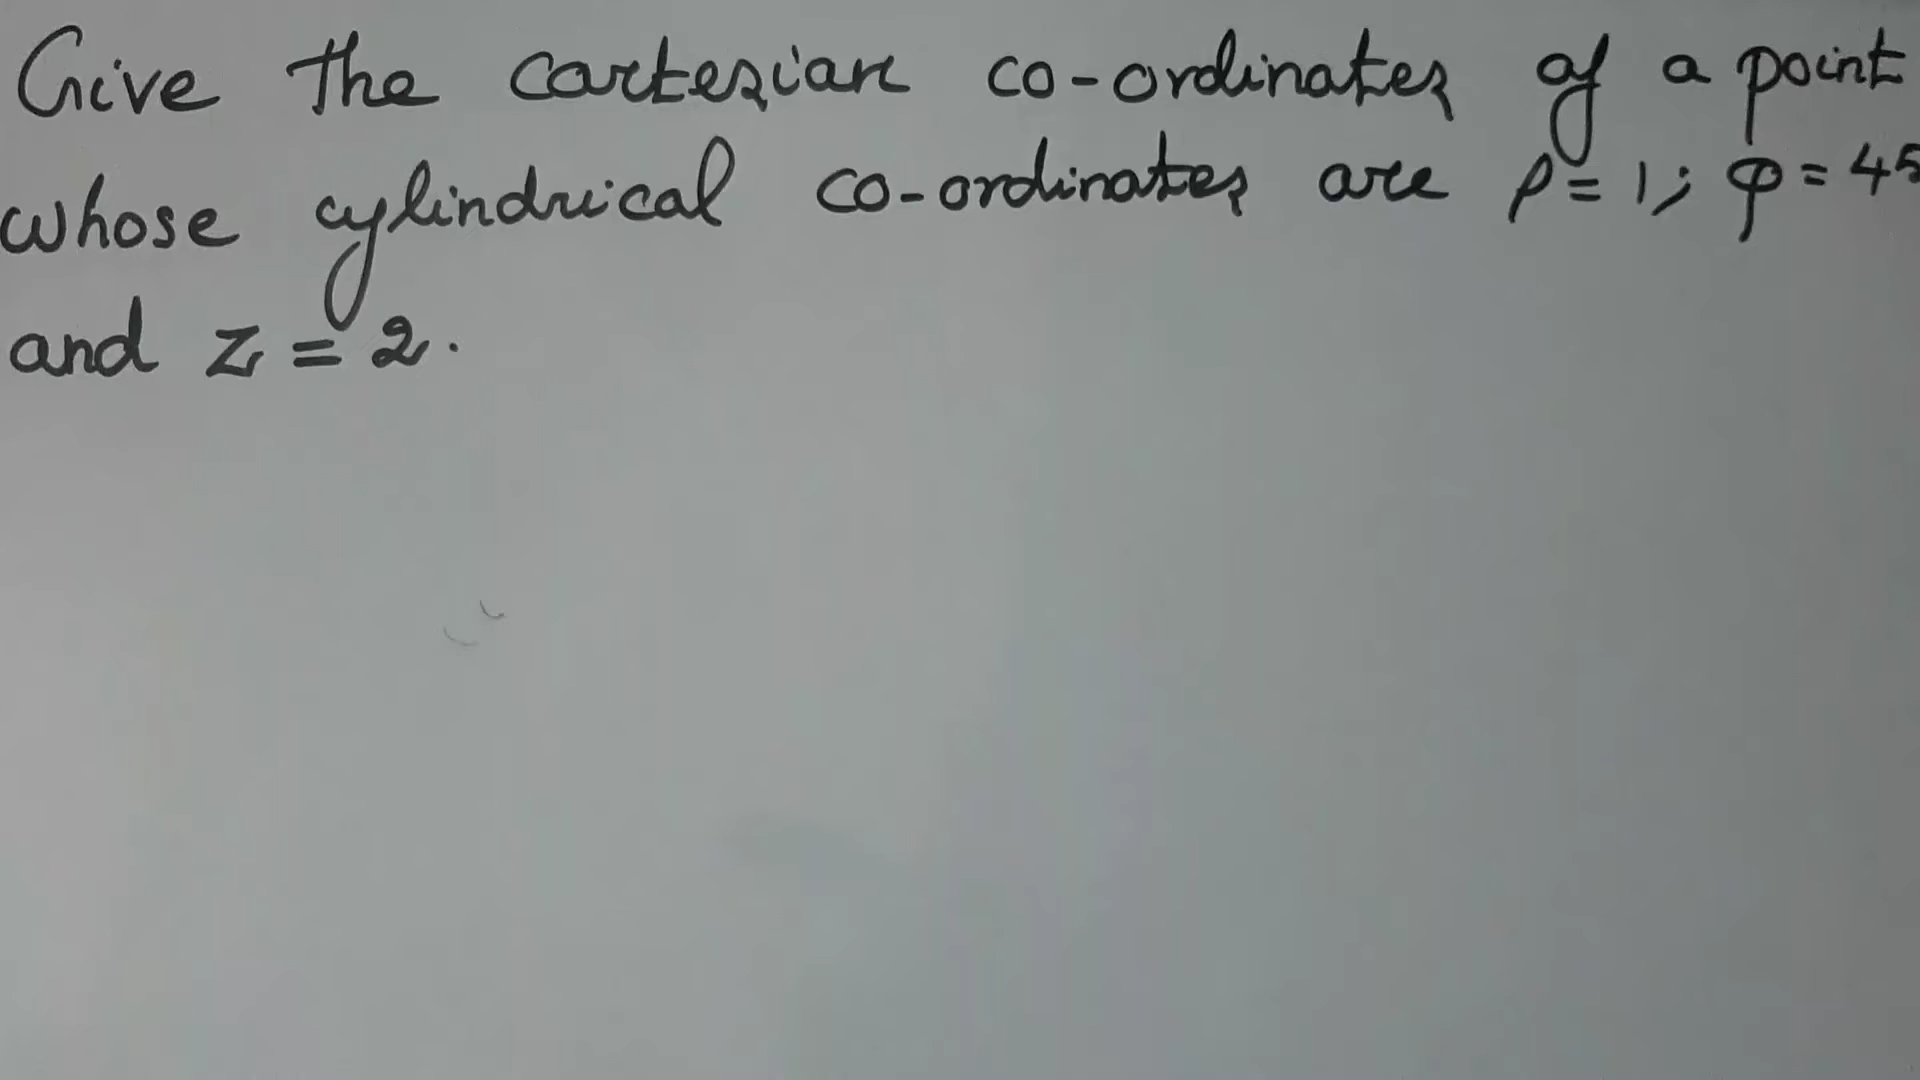 Give the cartesian co-ordinates of a point
whose cylindrical co-ordinates are ρ = 1; φ = 45
and z = 2.